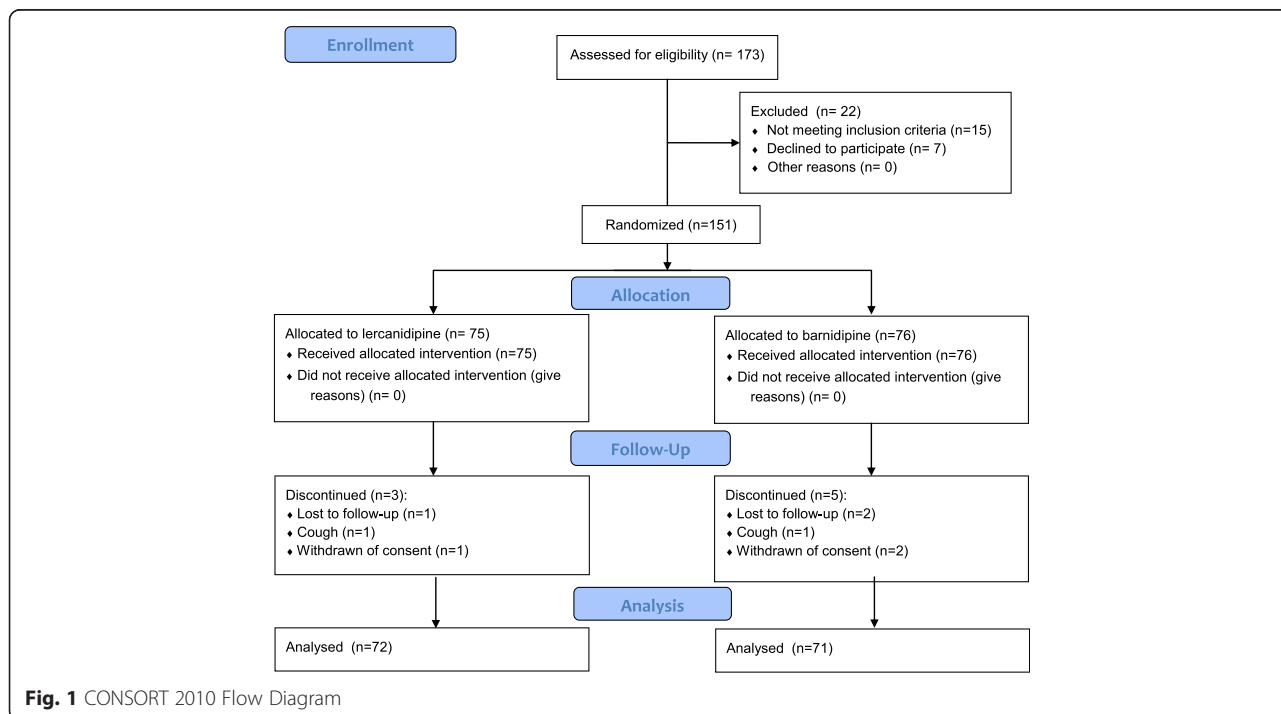 Enrollment
Assessed for eligibility (n= 173)
Excluded (n= 22)
♦ Not meeting inclusion criteria (n=15)
♦ Declined to participate (n= 7)
♦ Other reasons (n= 0)
Randomized (n=151)
Allocation
Allocated to lercanidipine (n= 75)
♦ Received allocated intervention (n=75)
♦ Did not receive allocated intervention (give
reasons) (n= 0)
Allocated to barnidipine (n=76)
♦ Received allocated intervention (n=76)
♦ Did not receive allocated intervention (give
reasons) (n= 0)
Follow-Up
Discontinued (n=3):
♦ Lost to follow-up (n=1)
♦ Cough (n=1)
♦ Withdrawn of consent (n=1)
Discontinued (n=5):
♦ Lost to follow-up (n=2)
♦ Cough (n=1)
♦ Withdrawn of consent (n=2)
Analysis
Analysed (n=72)
Analysed (n=71)
Fig. 1 CONSORT 2010 Flow Diagram